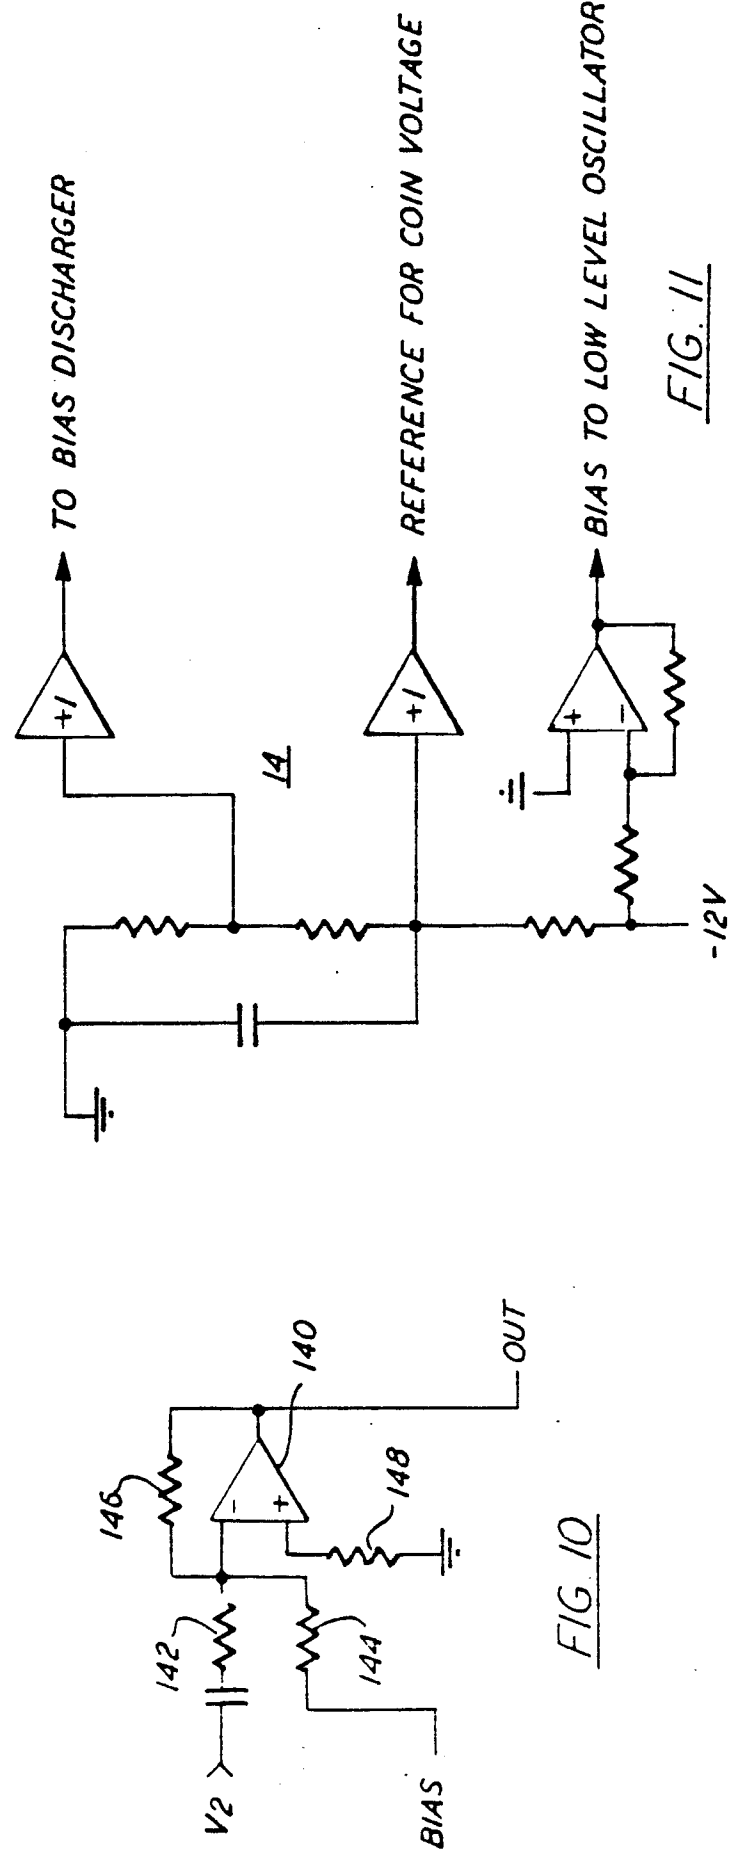 TO BIAS DISCHARGER
+1
14
REFERENCE FOR COIN VOLTAGE
+1
BIAS TO LOW LEVEL OSCILLATOR
+
−
-12V
FIG. 11
146
142
V2
−
+
140
148
144
BIAS
OUT
FIG. 10